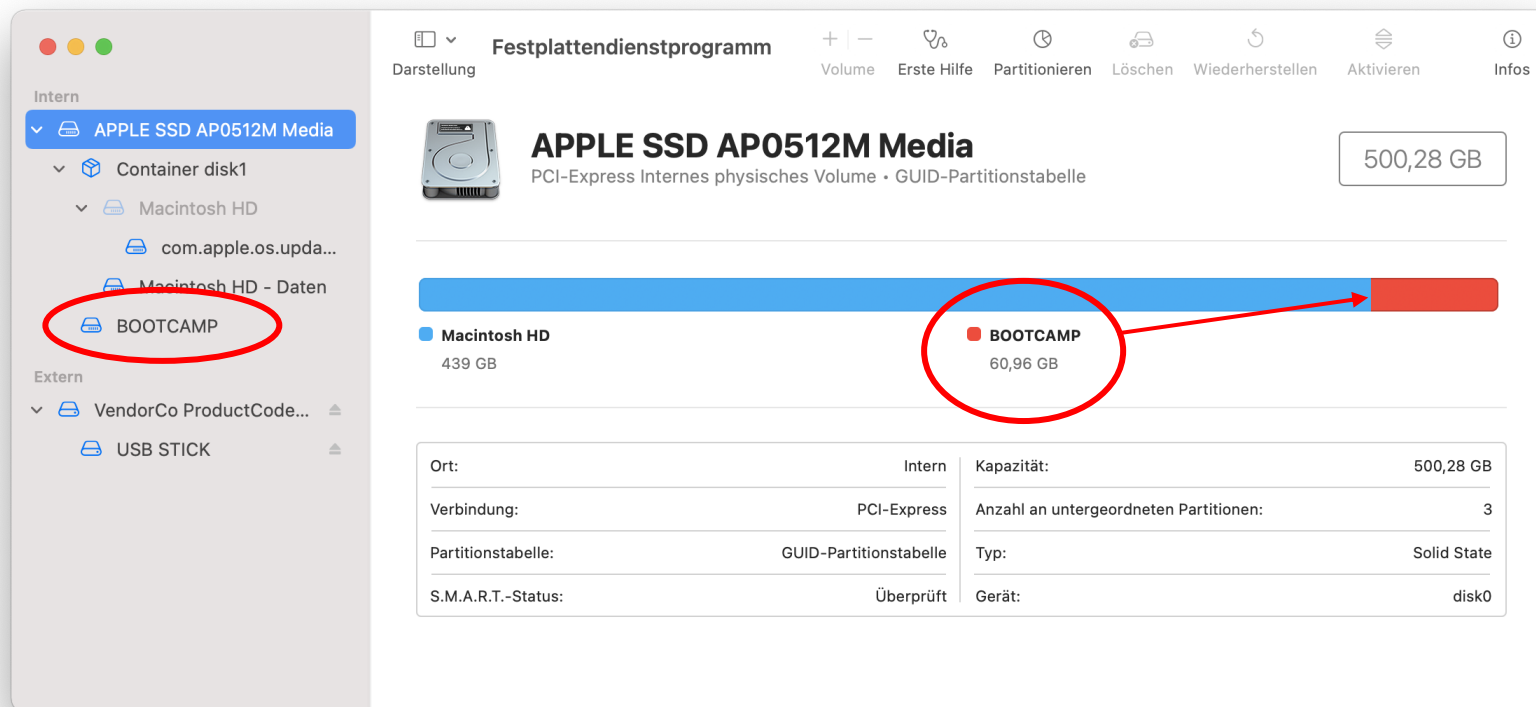 Festplattendienstprogramm
Darstellung
Volume
Erste Hilfe
Partitionieren
Löschen
Wiederherstellen
Aktivieren
Infos
Intern
APPLE SSD AP0512M Media
Container disk1
Macintosh HD
com.apple.os.upda...
Macintosh HD - Daten
BOOTCAMP
Extern
VendorCo ProductCode...
USB STICK
APPLE SSD AP0512M Media
PCI-Express Internes physisches Volume • GUID-Partitionstabelle
500,28 GB
Macintosh HD
439 GB
BOOTCAMP
60,96 GB
Ort: Intern
Verbindung: PCI-Express
Partitionstabelle: GUID-Partitionstabelle
S.M.A.R.T.-Status: Überprüft
Kapazität: 500,28 GB
Anzahl an untergeordneten Partitionen: 3
Typ: Solid State
Gerät: disk0